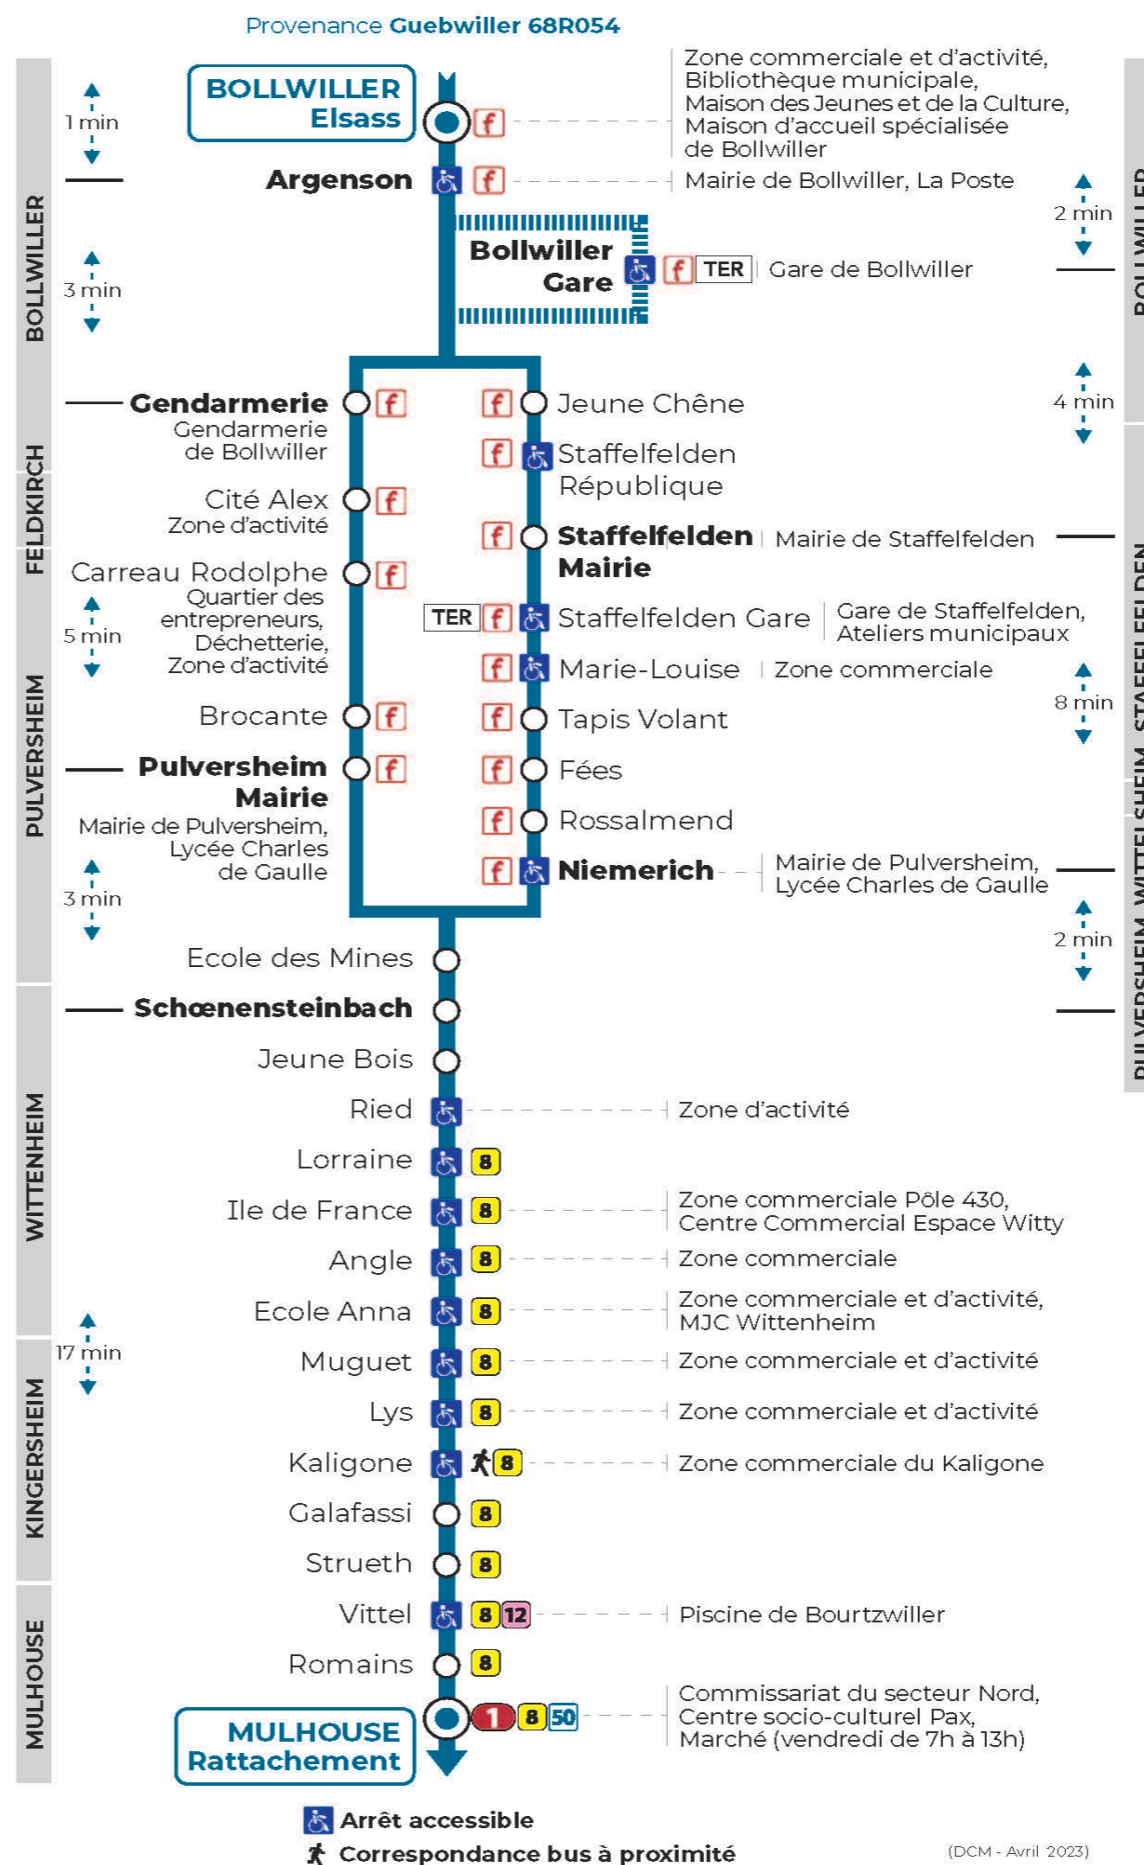 Provenance Guebwiller 68R054
BOLLWILLER
Elsass
f
Zone commerciale et d'activité,
Bibliothèque municipale,
Maison des Jeunes et de la Culture,
Maison d'accueil spécialisée
de Bollwiller
1 min
Argenson
f
Mairie de Bollwiller, La Poste
2 min
Bollwiller
Gare
f TER
Gare de Bollwiller
3 min
BOLLWILLER
BOLLWILLER
Gendarmerie
f
Gendarmerie
de Bollwiller
f
Jeune Chêne
4 min
f
Staffelfelden
République
Cité Alex
f
Zone d'activité
FELDKIRCH
f
Staffelfelden
Mairie
Mairie de Staffelfelden
Carreau Rodolphe
f
Quartier des
entrepreneurs,
Déchetterie,
Zone d'activité
5 min
TER f
Staffelfelden Gare
Gare de Staffelfelden,
Ateliers municipaux
f
Marie-Louise
Zone commerciale
8 min
STAFFELFELDEN
Brocante
f
f
Tapis Volant
PULVERSHEIM
Pulversheim
Mairie
f
Mairie de Pulversheim,
Lycée Charles
de Gaulle
f
Fées
f
Rossalmend
f
Niemerich
Mairie de Pulversheim,
Lycée Charles de Gaulle
3 min
2 min
PULVERSHEIM
WITTELSHEIM
Ecole des Mines
Schœnensteinbach
Jeune Bois
Ried
Zone d'activité
Lorraine
8
WITTENHEIM
Ile de France
8
Zone commerciale Pôle 430,
Centre Commercial Espace Witty
Angle
8
Zone commerciale
Ecole Anna
8
Zone commerciale et d'activité,
MJC Wittenheim
17 min
Muguet
8
Zone commerciale et d'activité
Lys
8
Zone commerciale et d'activité
KINGERSHEIM
Kaligone
8
Zone commerciale du Kaligone
Galafassi
8
Strueth
8
Vittel
8 12
Piscine de Bourtzwiller
MULHOUSE
Romains
8
MULHOUSE
Rattachement
1 8 50
Commissariat du secteur Nord,
Centre socio-culturel Pax,
Marché (vendredi de 7h à 13h)
Arrêt accessible
Correspondance bus à proximité
(DCM - Avril 2023)